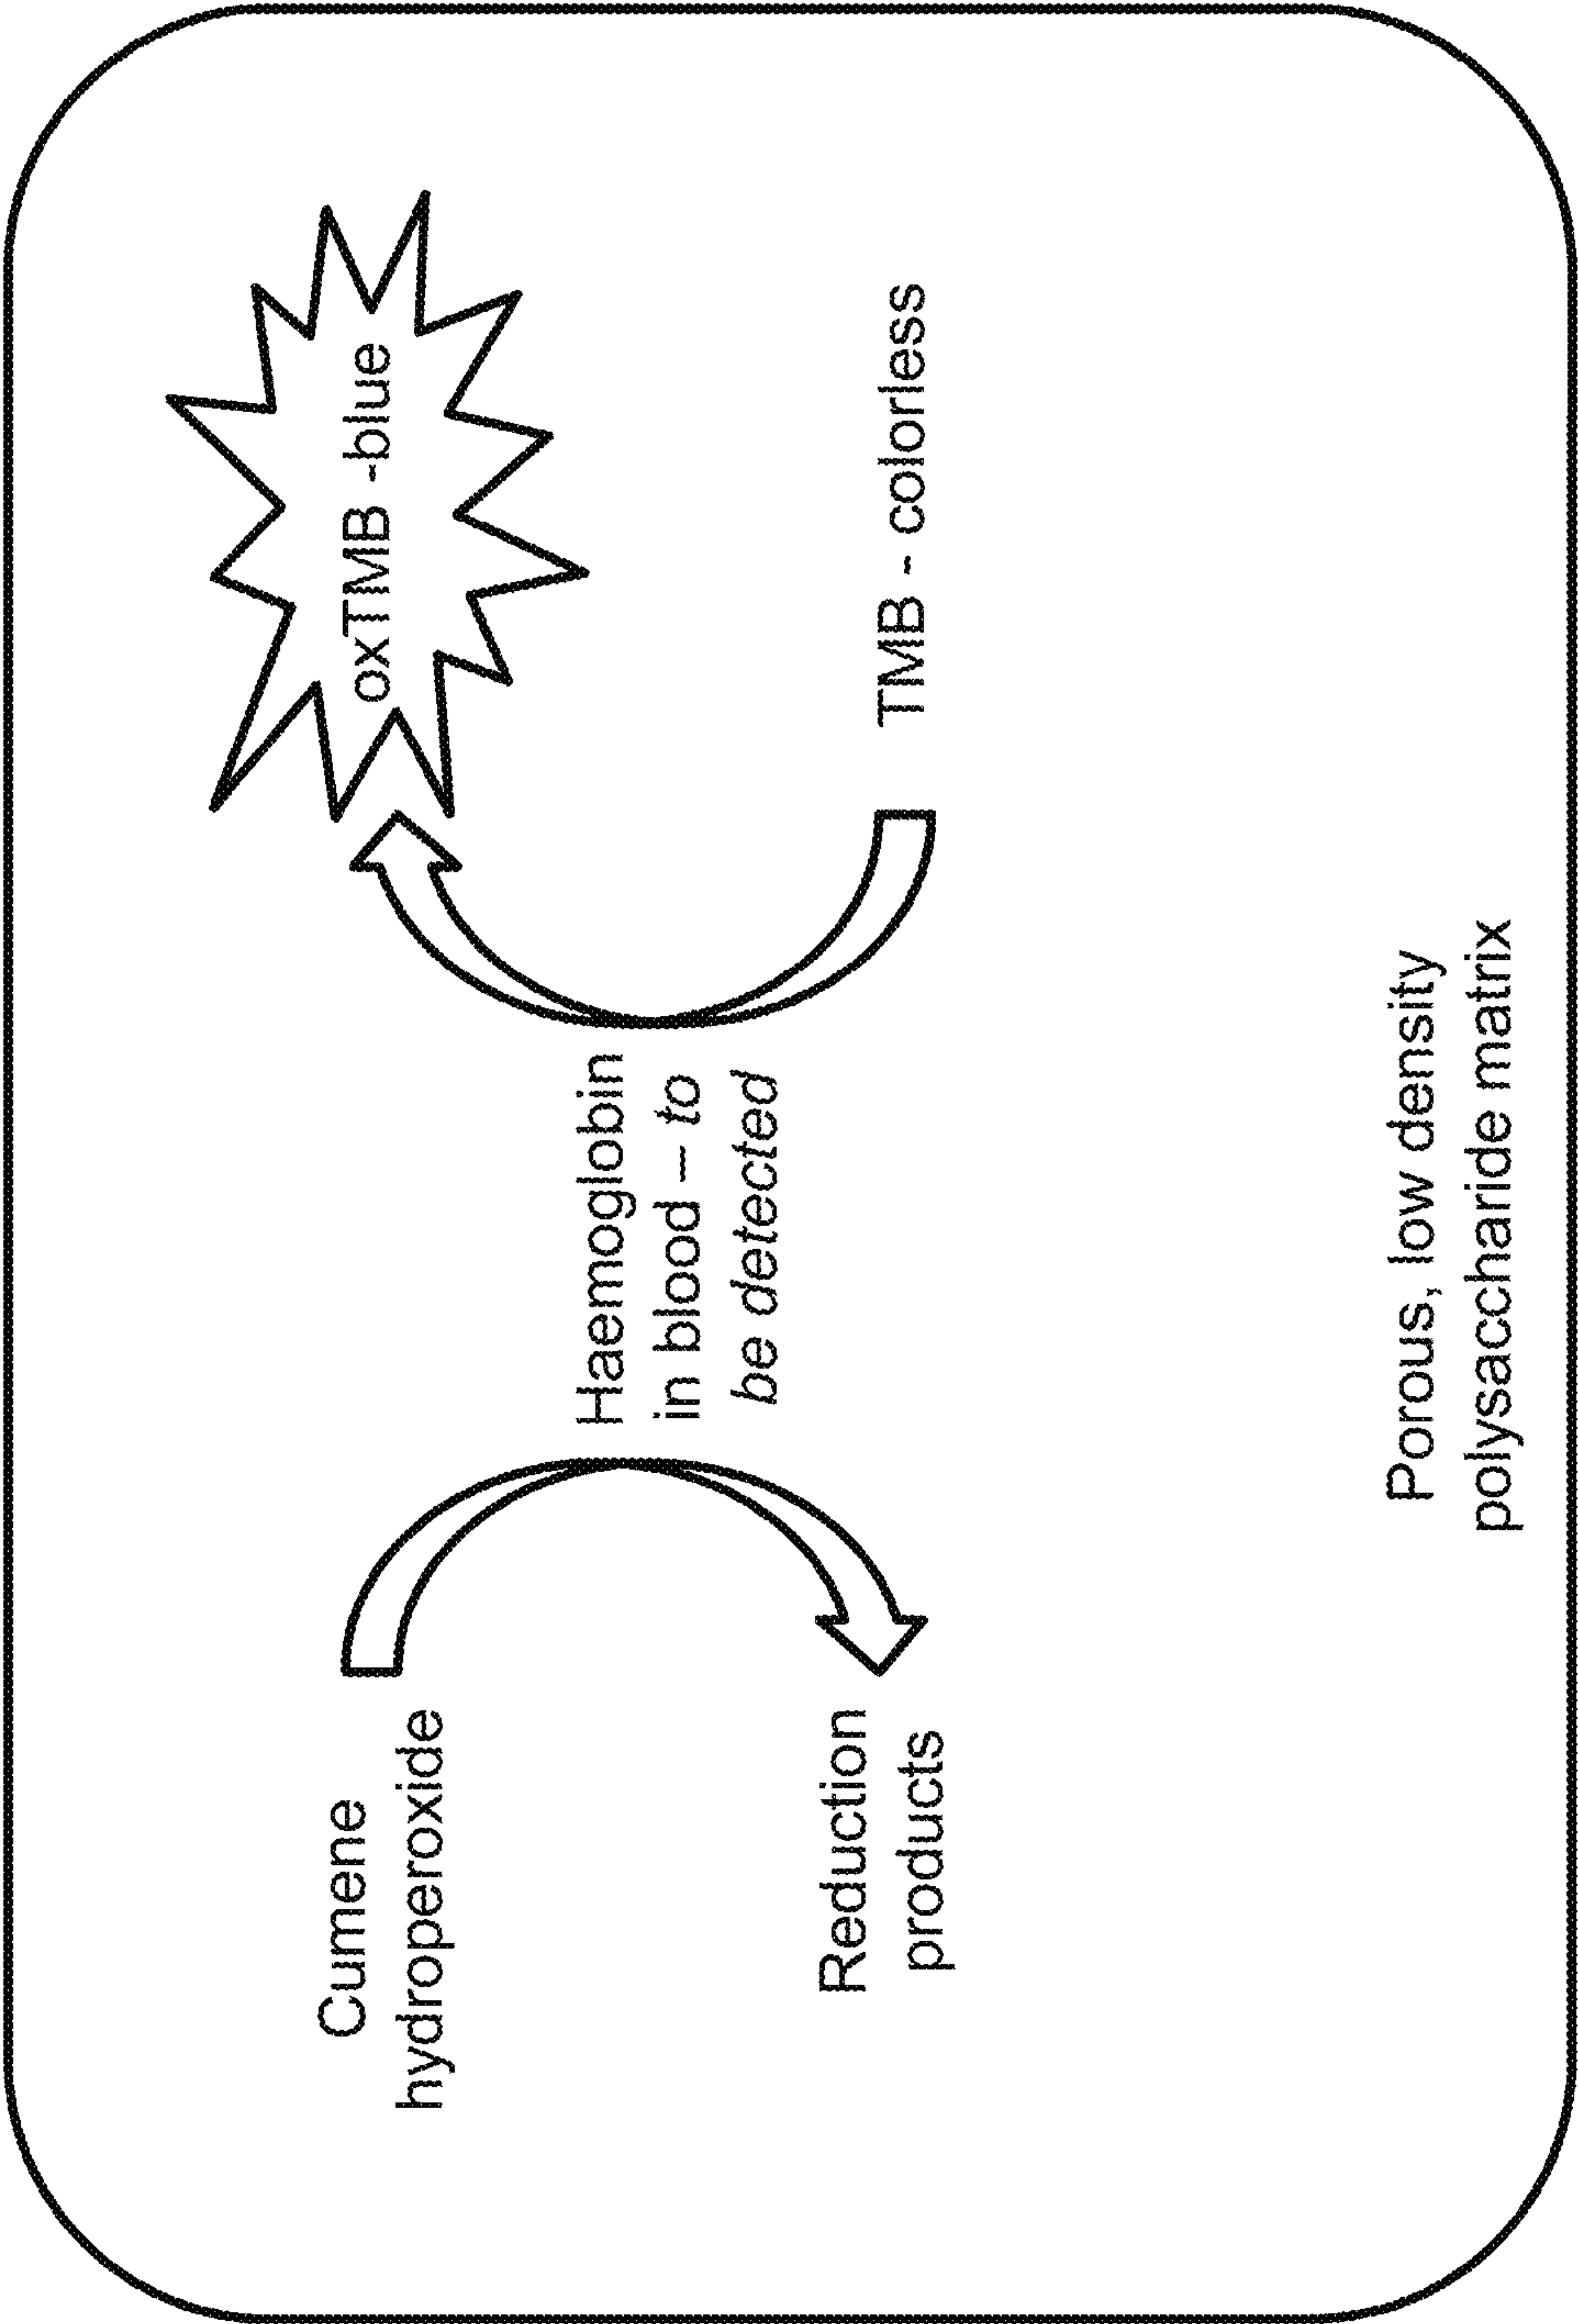 Cumene
hydroperoxide
Reduction
products
Haemoglobin
in blood – to
be detected
oxTMB -blue
TMB - colorless
Porous, low density
polysaccharide matrix